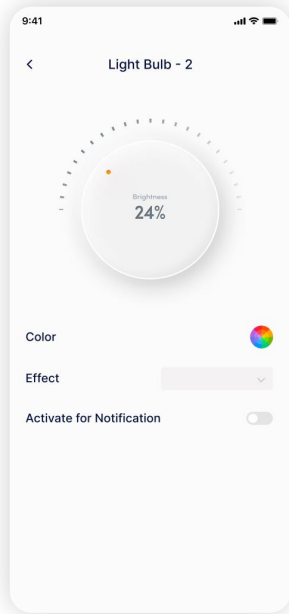 9:41
Light Bulb - 2
Brightness
24%
Color
Effect
Activate for Notification